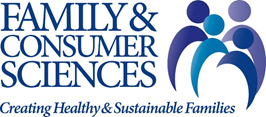 FAMILY &
CONSUMER
SCIENCES
Creating Healthy & Sustainable Families